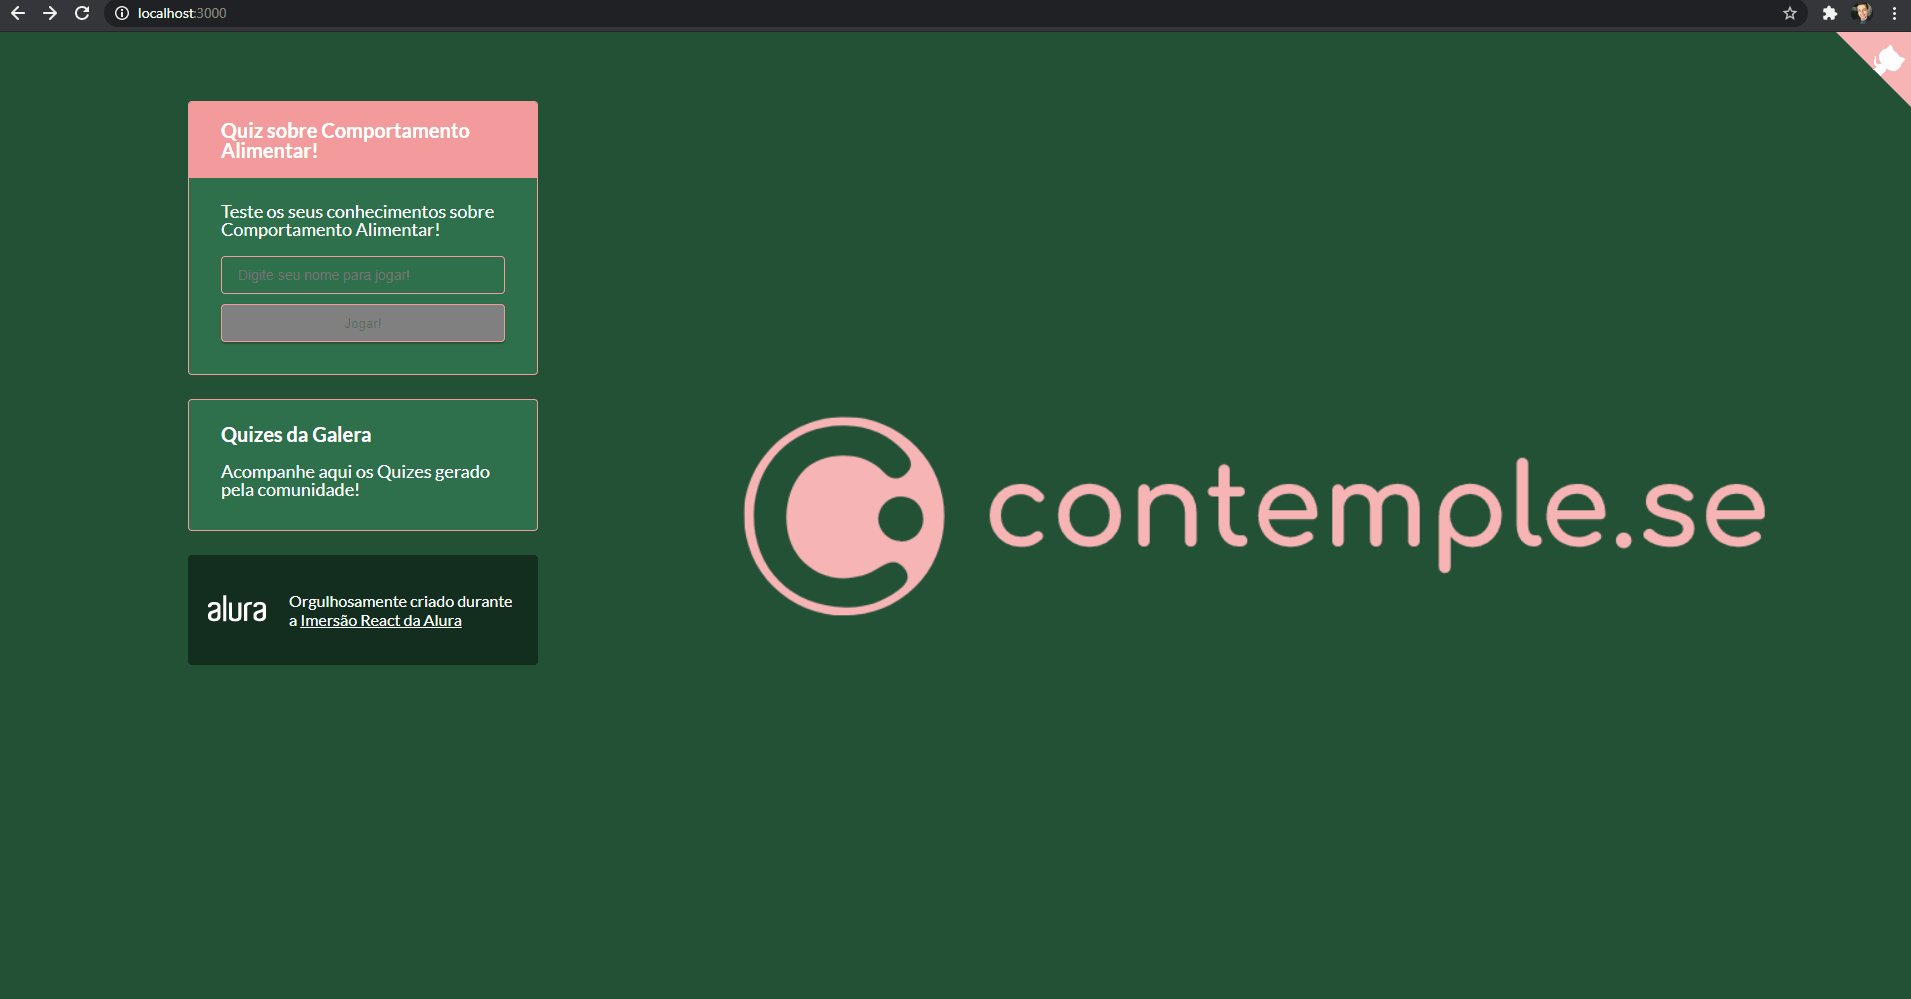 localhost:3000
Quiz sobre Comportamento
Alimentar!
Teste os seus conhecimentos sobre
Comportamento Alimentar!
Digite seu nome para jogar!
Jogar!
Quizes da Galera
Acompanhe aqui os Quizes gerado
pela comunidade!
alura
Orgulhosamente criado durante
a Imersão React da Alura
contemple.se